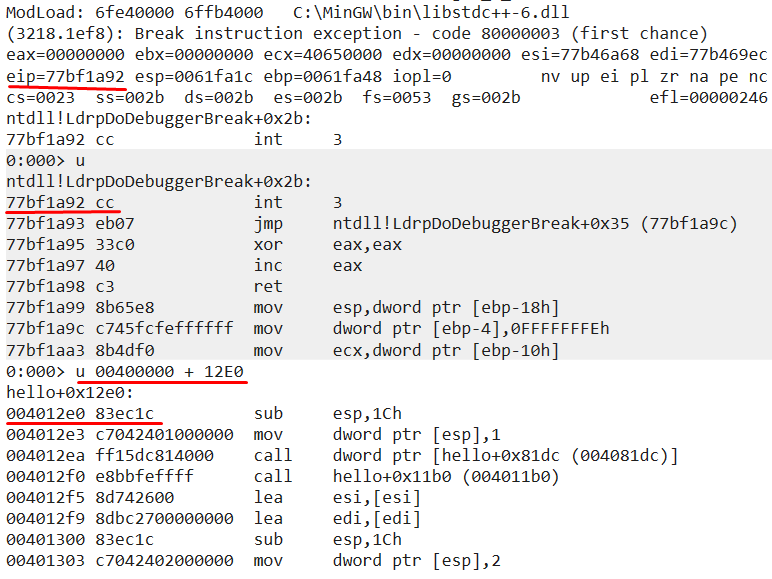 ModLoad: 6fe40000 6ffb4000   C:\MinGW\bin\libstdc++-6.dll
(3218.1ef8): Break instruction exception - code 80000003 (first chance)
eax=00000000 ebx=00000000 ecx=40650000 edx=00000000 esi=77b46a68 edi=77b469ec
eip=77bf1a92 esp=0061fa1c ebp=0061fa48 iopl=0         nv up ei pl zr na pe nc
cs=0023  ss=002b  ds=002b  es=002b  fs=0053  gs=002b             efl=00000246
ntdll!LdrpDoDebuggerBreak+0x2b:
77bf1a92 cc              int     3
0:000> u
ntdll!LdrpDoDebuggerBreak+0x2b:
77bf1a92 cc              int     3
77bf1a93 eb07            jmp     ntdll!LdrpDoDebuggerBreak+0x35 (77bf1a9c)
77bf1a95 33c0            xor     eax,eax
77bf1a97 40              inc     eax
77bf1a98 c3              ret
77bf1a99 8b65e8          mov     esp,dword ptr [ebp-18h]
77bf1a9c c745fcfeffffff  mov     dword ptr [ebp-4],0FFFFFFFEh
77bf1aa3 8b4df0          mov     ecx,dword ptr [ebp-10h]
0:000> u 00400000 + 12E0
hello+0x12e0:
004012e0 83ec1c          sub     esp,1Ch
004012e3 c7042401000000  mov     dword ptr [esp],1
004012ea ff15dc814000    call    dword ptr [hello+0x81dc (004081dc)]
004012f0 e8bbfeffff      call    hello+0x11b0 (004011b0)
004012f5 8d742600        lea     esi,[esi]
004012f9 8dbc2700000000  lea     edi,[edi]
00401300 83ec1c          sub     esp,1Ch
00401303 c7042402000000  mov     dword ptr [esp],2